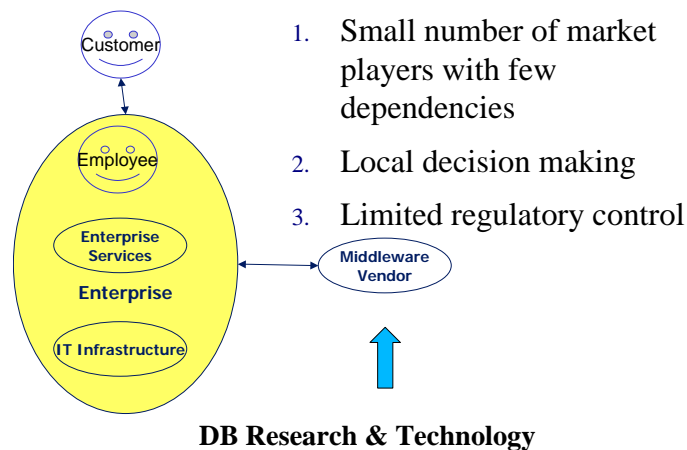 Customer
Employee
Enterprise
Services
Enterprise
IT Infrastructure
Middleware
Vendor
1. Small number of market
players with few
dependencies
2. Local decision making
3. Limited regulatory control
DB Research & Technology